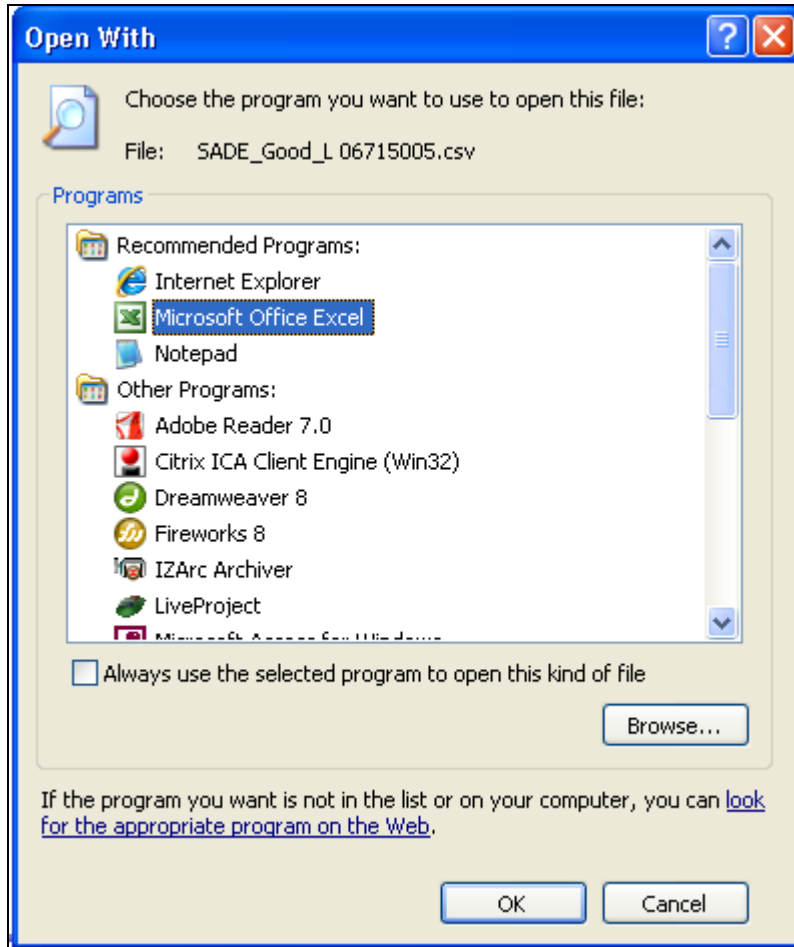 Open With
Choose the program you want to use to open this file:
File: SADE_Good_L 06715005.csv
Programs
Recommended Programs:
Internet Explorer
Microsoft Office Excel
Notepad
Other Programs:
Adobe Reader 7.0
Citrix ICA Client Engine (Win32)
Dreamweaver 8
Fireworks 8
IZArc Archiver
LiveProject
Microsoft Access for Windows
Always use the selected program to open this kind of file
Browse...
If the program you want is not in the list or on your computer, you can look
for the appropriate program on the Web.
OK Cancel